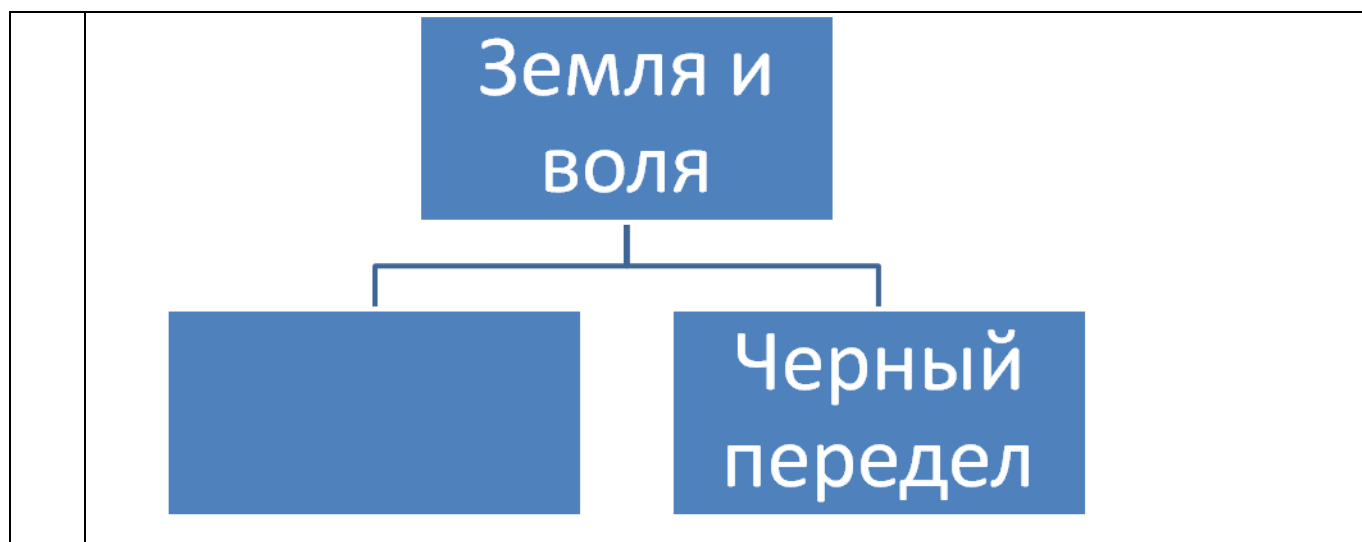 Земля и
воля
Черный
передел